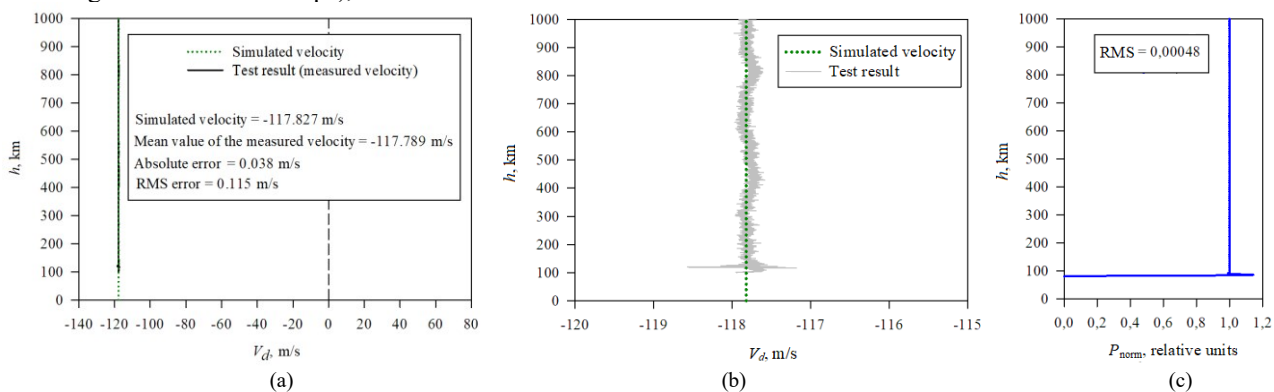 1000
900
800
700
600
500
400
300
200
100
0
h, km
Simulated velocity
Test result (measured velocity)
Simulated velocity = -117.827 m/s
Mean value of the measured velocity = -117.789 m/s
Absolute error = 0.038 m/s
RMS error = 0.115 m/s
-140 -120 -100 -80 -60 -40 -20 0 20 40 60 80
Vd, m/s
(a)
1000
900
800
700
600
500
400
300
200
100
0
h, km
Simulated velocity
Test result
-120 -119 -118 -117 -116 -115
Vd, m/s
(b)
1000
900
800
700
600
500
400
300
200
100
0
h, km
RMS = 0,00048
0,0 0,2 0,4 0,6 0,8 1,0 1,2
Pnorm, relative units
(c)